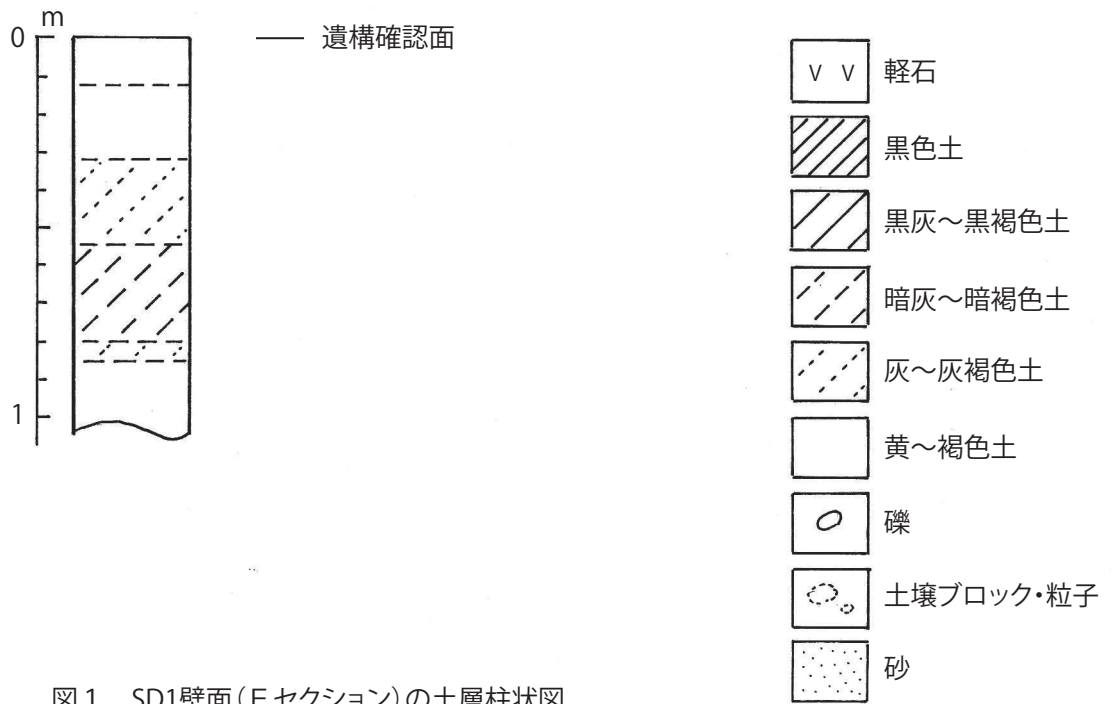 m
0
遺構確認面
1
v v
軽石
黒色土
黒灰～黒褐色土
暗灰～暗褐色土
灰～灰褐色土
黄～褐色土
礫
土壌ブロック・粒子
砂
図1 SD1壁面(Eセクション)の土層柱状図